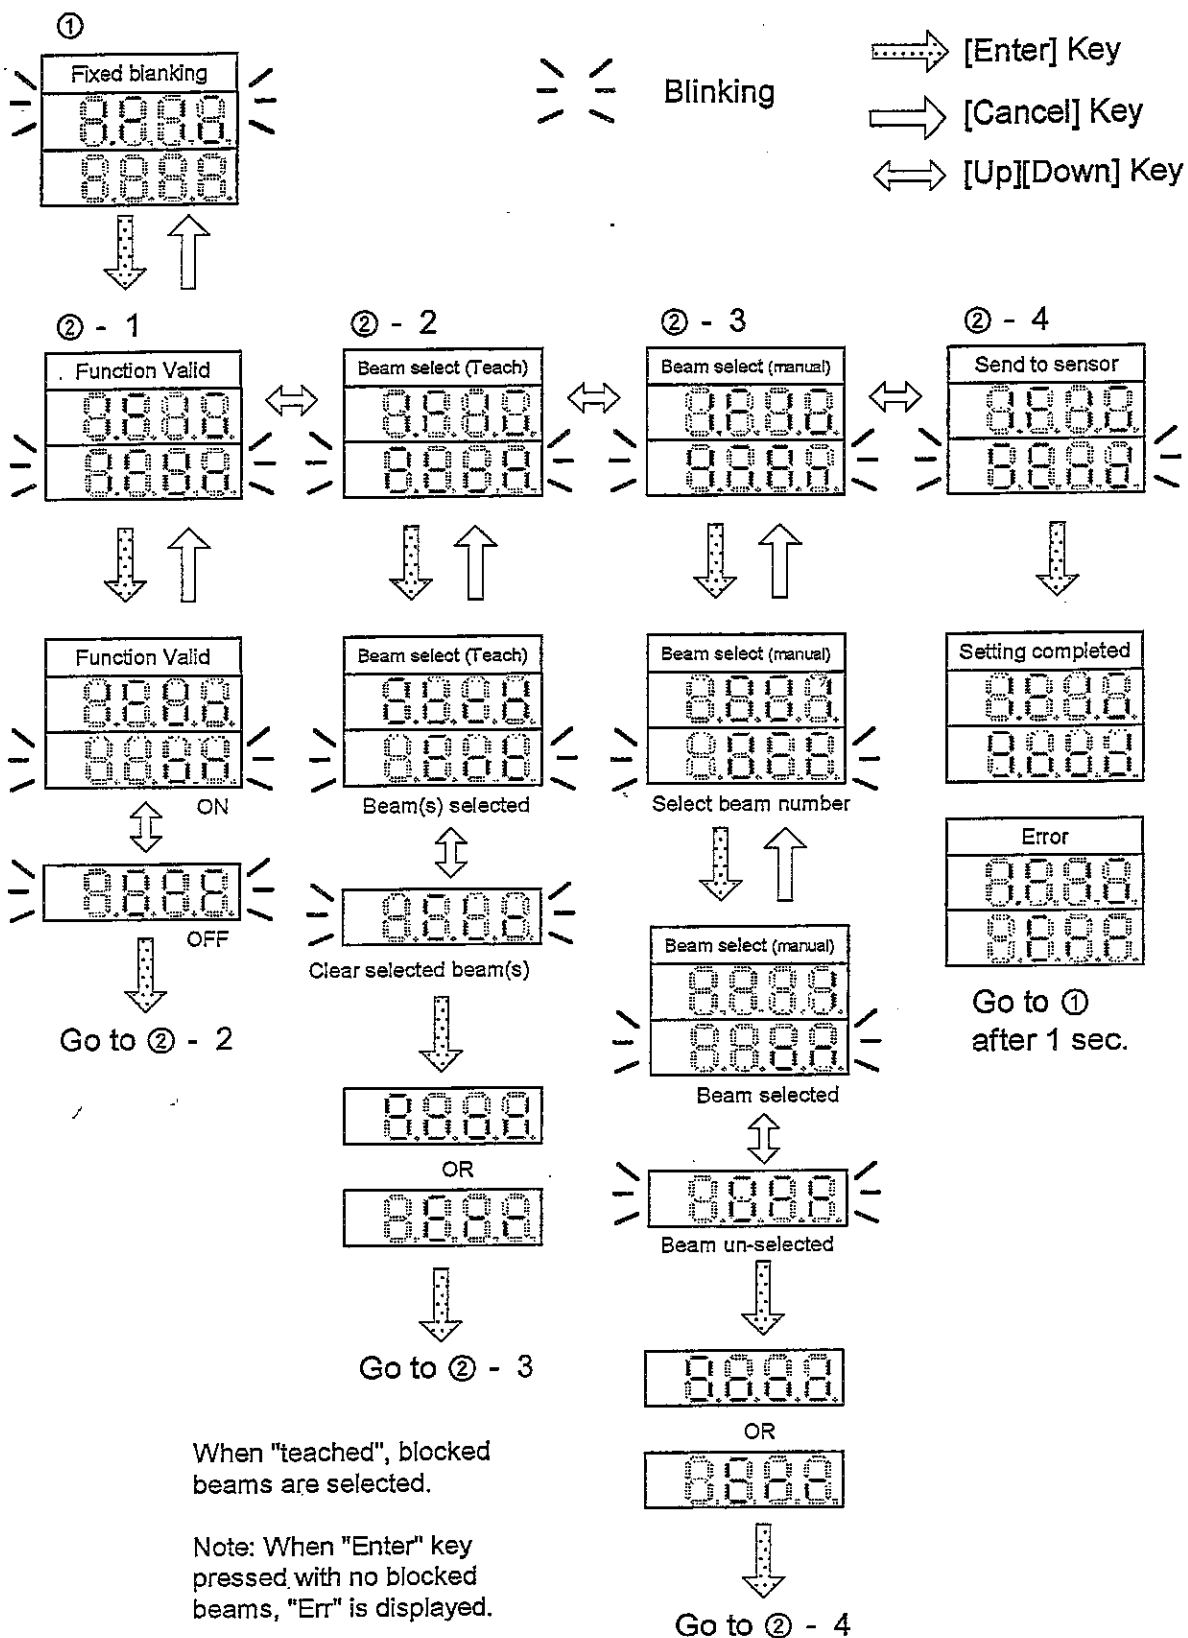 ①
Fixed blanking
Blinking
[Enter] Key
[Cancel] Key
[Up][Down] Key
② - 1
Function Valid
② - 2
Beam select (Teach)
② - 3
Beam select (manual)
② - 4
Send to sensor
Function Valid
ON
OFF
Go to ② - 2
Beam select (Teach)
Beam(s) selected
Clear selected beam(s)
OR
Go to ② - 3
Beam select (manual)
Select beam number
Beam select (manual)
Beam selected
Beam un-selected
OR
Go to ② - 4
Setting completed
Error
Go to ①
after 1 sec.
When "teached", blocked
beams are selected.
Note: When "Enter" key
pressed with no blocked
beams, "Err" is displayed.